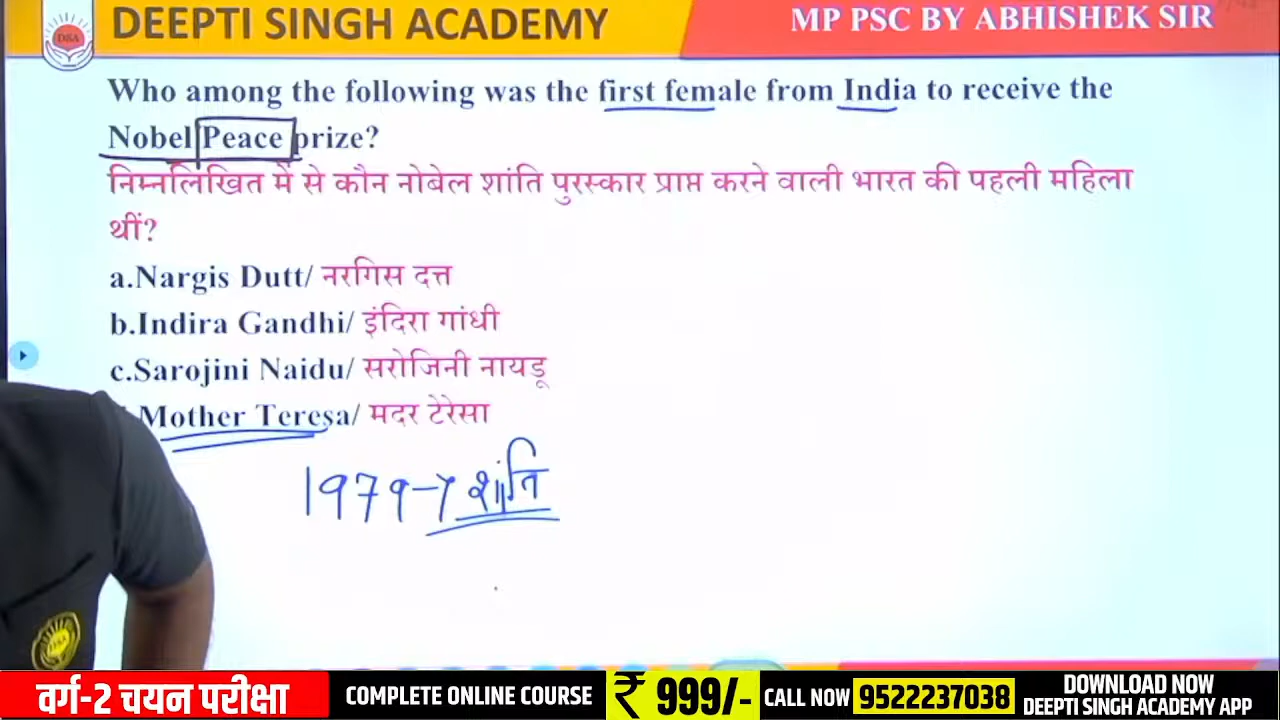 DEEPTI SINGH ACADEMY
MP PSC BY ABHISHEK SIR
Who among the following was the first female from India to receive the
Nobel Peace prize?
निम्नलिखित में से कौन नोबेल शांति पुरस्कार प्राप्त करने वाली भारत की पहली महिला
थीं?
a.Nargis Dutt/ नरगिस दत्त
b.Indira Gandhi/ इंदिरा गांधी
c.Sarojini Naidu/ सरोजिनी नायडू
Mother Teresa/ मदर टेरेसा
1979→ शांति
वर्ग-2 चयन परीक्षा
COMPLETE ONLINE COURSE
₹ 999/-
CALL NOW 9522237038
DOWNLOAD NOW
DEEPTI SINGH ACADEMY APP